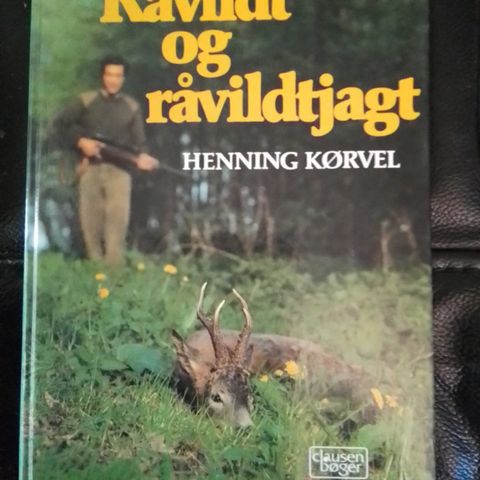 Råvildt
og
råvildtjagt
HENNING KØRVEL
clausen
bøger